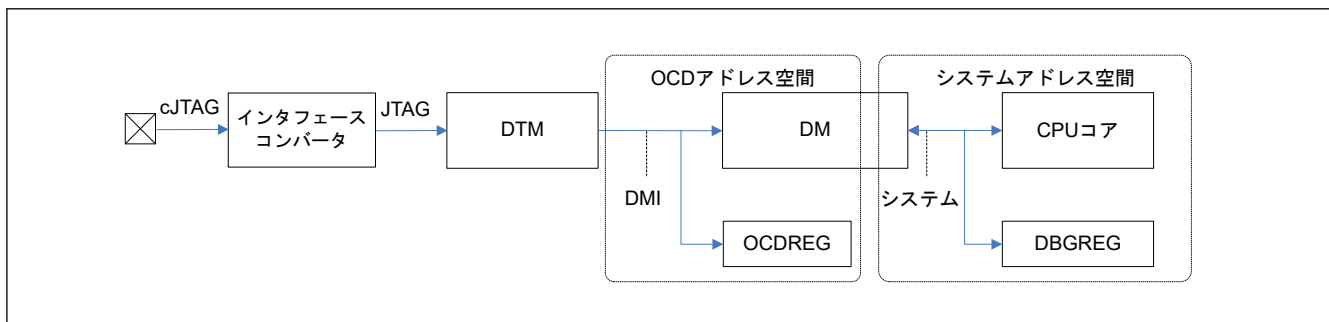 OCDアドレス空間
システムアドレス空間
cJTAG
インタフェース
コンバータ
JTAG
DTM
DM
CPUコア
DMI
システム
OCDREG
DBGREG